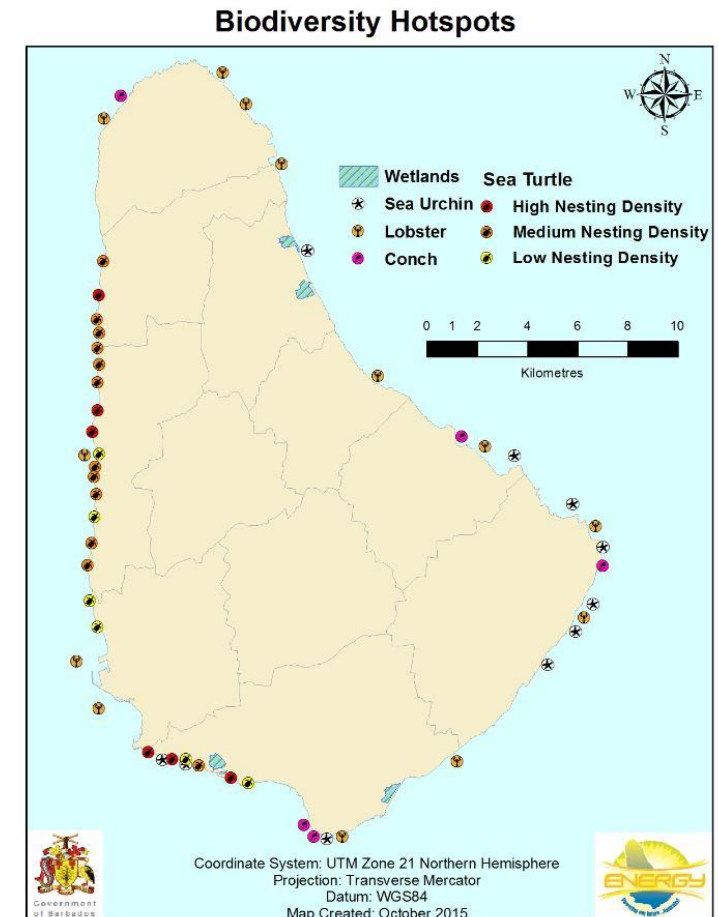 Biodiversity Hotspots
N
W E
S
Wetlands
Sea Urchin
Lobster
Conch
Sea Turtle
High Nesting Density
Medium Nesting Density
Low Nesting Density
0 1 2 4 6 8 10
Kilometres
Coordinate System: UTM Zone 21 Northern Hemisphere
Projection: Transverse Mercator
Datum: WGS84
Map Created: October 2015
Government
of Barbados
ENERGY